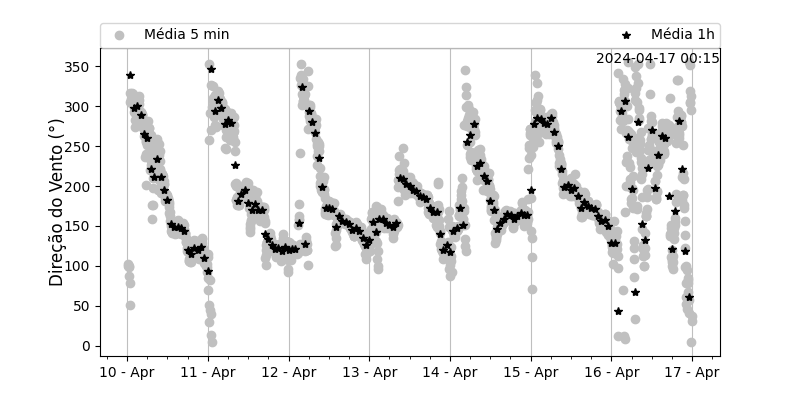 Média 5 min
Média 1h
2024-04-17 00:15
Direção do Vento (°)
350
300
250
200
150
100
50
0
10 - Apr
11 - Apr
12 - Apr
13 - Apr
14 - Apr
15 - Apr
16 - Apr
17 - Apr